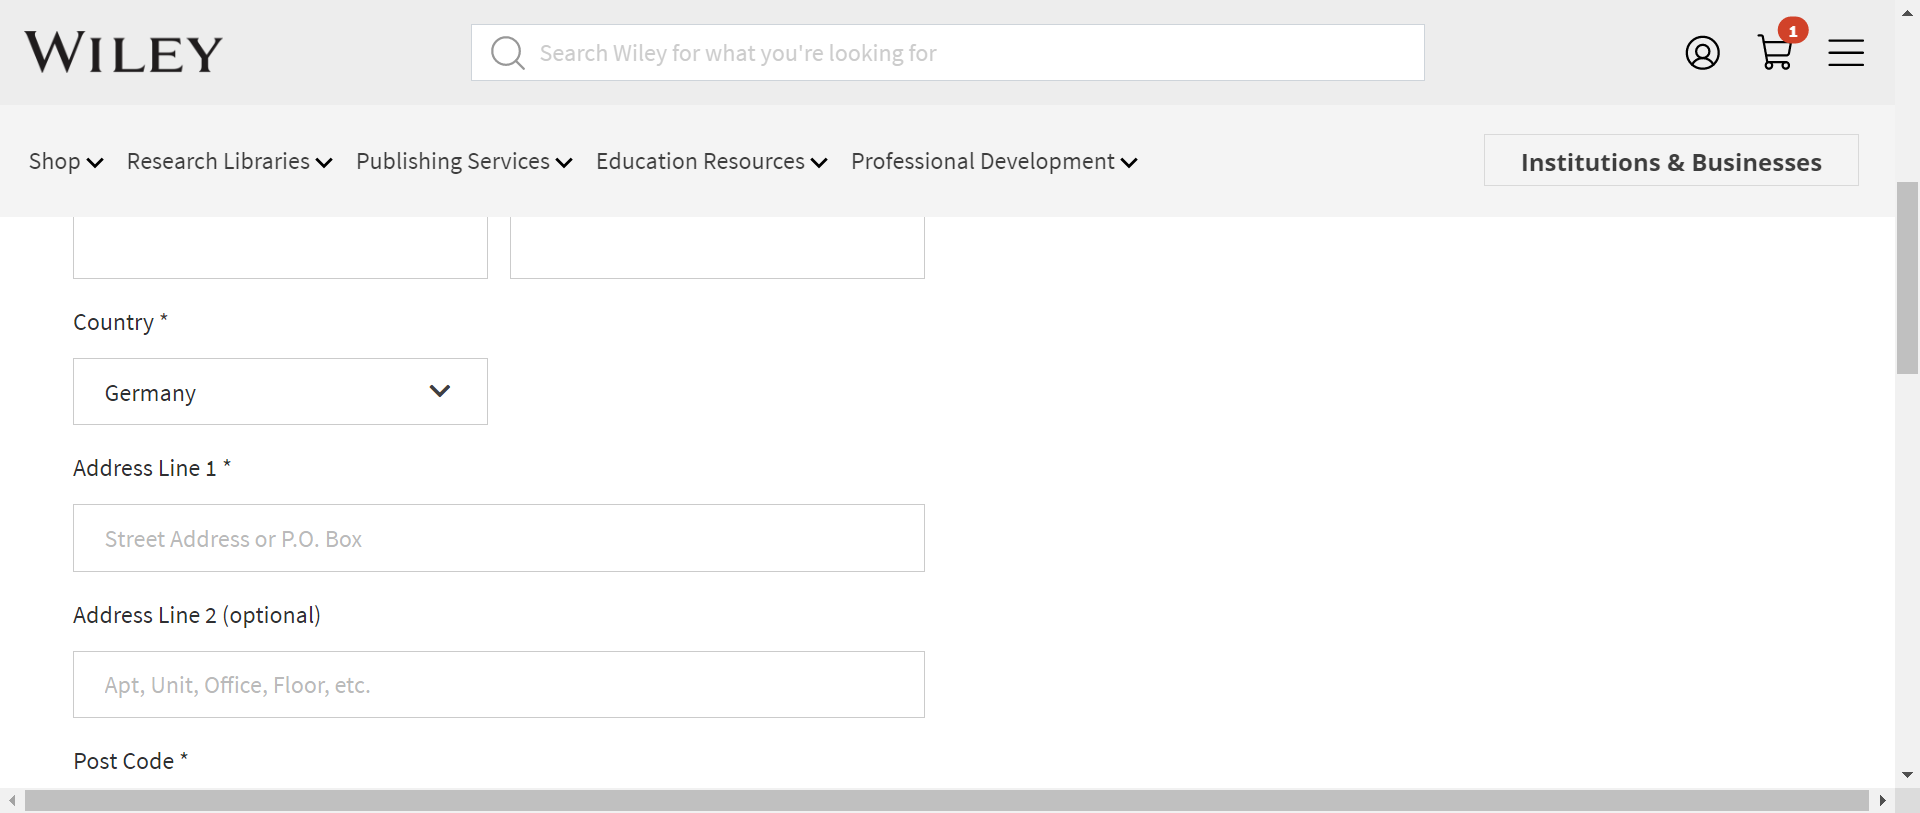 WILEY
Search Wiley for what you're looking for
1
Shop Research Libraries Publishing Services Education Resources Professional Development
Institutions & Businesses
Country *
Germany
Address Line 1 *
Street Address or P.O. Box
Address Line 2 (optional)
Apt, Unit, Office, Floor, etc.
Post Code *